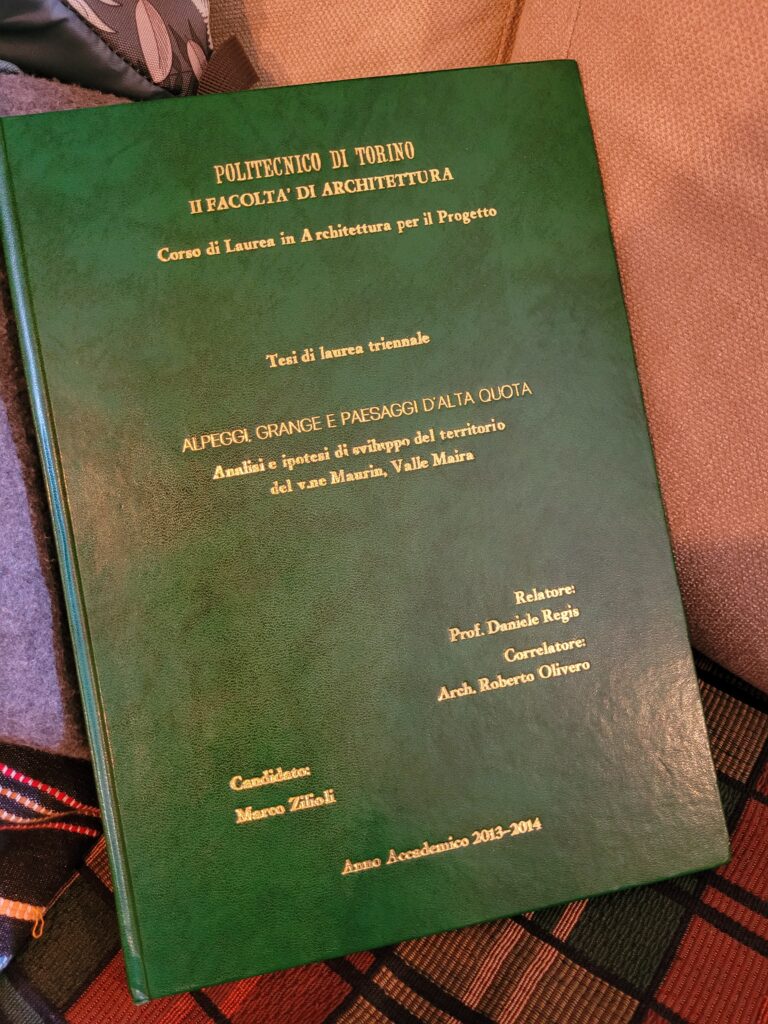 POLITECNICO DI TORINO
II FACOLTA' DI ARCHITETTURA
Corso di Laurea in Architettura per il Progetto
Tesi di laurea triennale
ALPEGGI, GRANGE E PAESAGGI D'ALTA QUOTA
Analisi e ipotesi di sviluppo del territorio
del v.ne Maurin, Valle Maira
Relatore:
Prof. Daniele Regis
Correlatore:
Arch. Roberto Olivero
Candidato:
Marco Zilioli
Anno Accademico 2013-2014